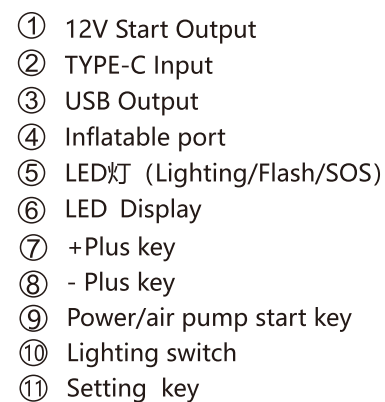 ① 12V Start Output
② TYPE-C Input
③ USB Output
④ Inflatable port
⑤ LED灯（Lighting/Flash/SOS）
⑥ LED Display
⑦ +Plus key
⑧ - Plus key
⑨ Power/air pump start key
⑩ Lighting switch
⑪ Setting key